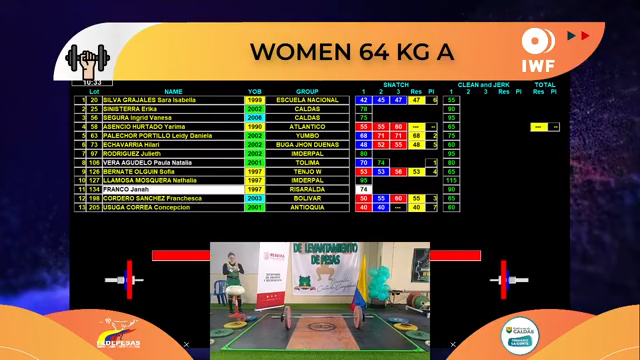 WOMEN 64 KG A
IWF
10:33
SNATCH CLEAN and JERK TOTAL
Lot NAME YOB GROUP 1 2 3 Res Pl 1 2 3 Res Pl Res Pl
1 20 SILVA GRAJALES Sara Isabella 1999 ESCUELA NACIONAL 42 45 47 47 6 55
2 25 SINISTERRA Erika 2002 CALDAS 78 90
3 56 SEGURA Ingrid Vanesa 2006 CALDAS 75 95
4 58 ASENCIO HURTADO Yarima 1990 ATLANTICO 55 55 60 --- -- 65 --- --
5 63 PALECHOR PORTILLO Leidy Daniela 2002 YUMBO 68 71 71 68 2 75
6 73 ECHAVARRIA Hilari 2002 BUGA JHON DUENAS 48 52 55 48 5 60
7 97 RODRIGUEZ Julieth 2002 IMDERPAL 80 95
8 106 VERA AGUDELO Paula Natalia 2001 TOLIMA 70 74 1 80
9 126 BERNATE OLGUIN Sofia 1997 TENJO W 53 53 56 53 4 65
10 127 LLAMOSA MOSQUERA Nathalia 1997 IMDERPAL 95 115
11 134 FRANCO Janah 1997 RISARALDA 74 90
12 198 CORDERO SANCHEZ Franchesca 2003 BOLIVAR 50 55 60 55 3 65
13 205 USUGA CORREA Concepcion 2001 ANTIOQUIA 40 40 --- 40 7 60
DE LEVANTAMIENTO
DE PESAS
FEDEPESAS
CALDAS